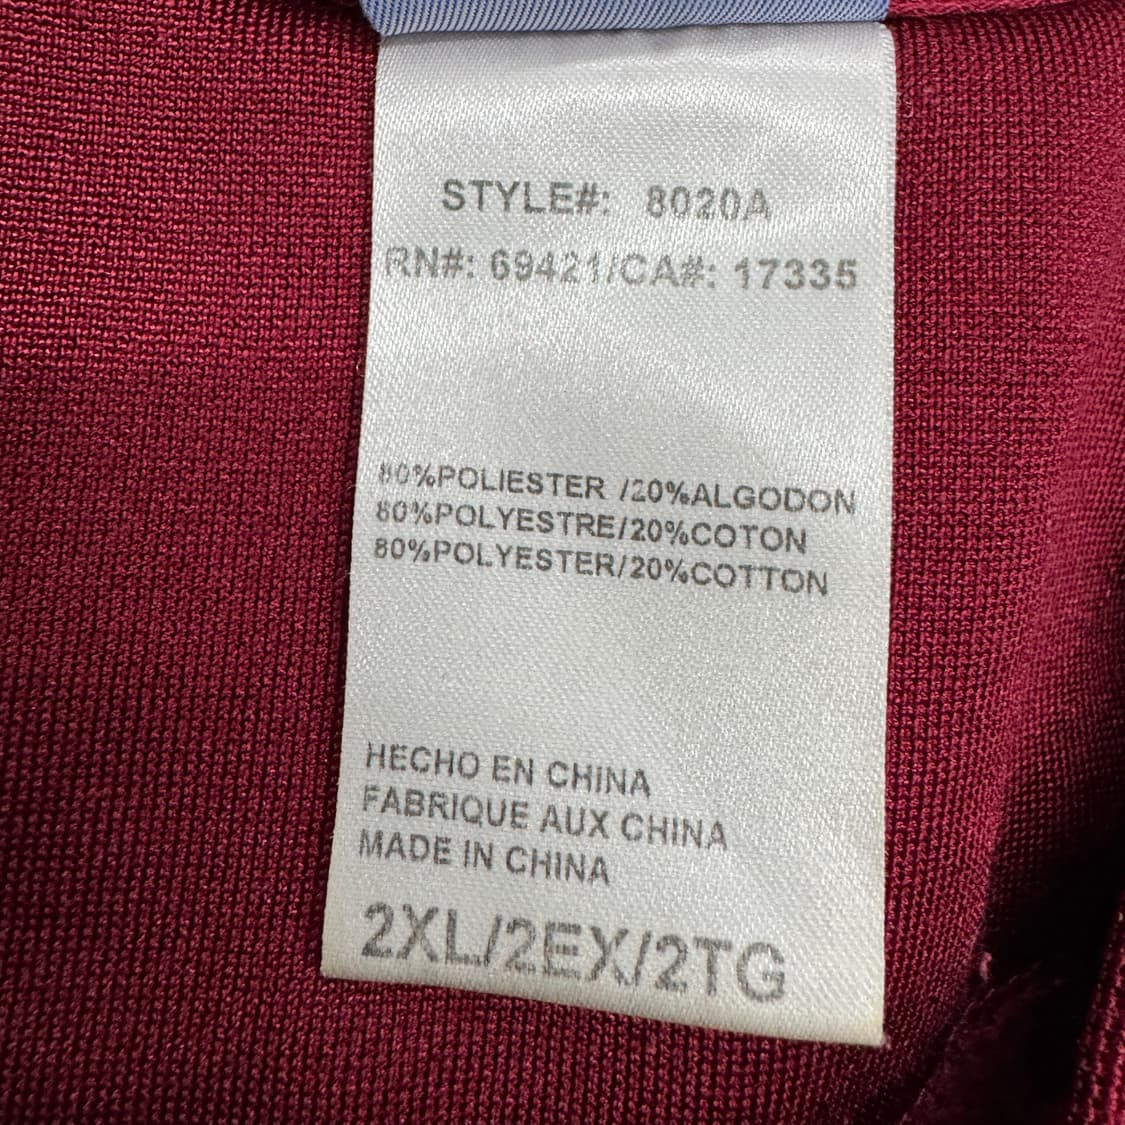 STYLE#: 8020A
RN#: 69421/CA#: 17335
80%POLIESTER /20%ALGODON
80%POLYESTRE/20%COTON
80%POLYESTER/20%COTTON
HECHO EN CHINA
FABRIQUE AUX CHINA
MADE IN CHINA
2XL/2EX/2TG